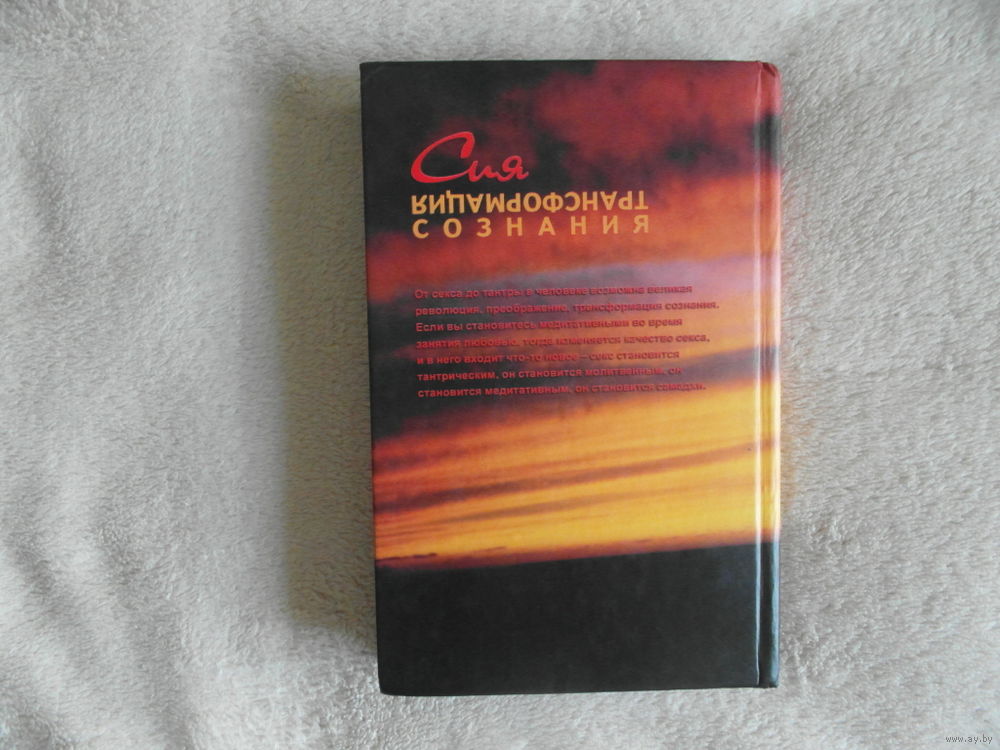 Сия
ТРАНСФОРМАЦИЯ
СОЗНАНИЯ
От секса до тантры в человеке возможна великая
революция, преображение, трансформация сознания.
Если вы становитесь медитативными во время
занятия любовью, тогда изменяется качество секса,
и в него входит что-то новое – секс становится
тантрическим, он становится молитвенным, он
становится медитативным, он становится самадхи.
www.ay.by